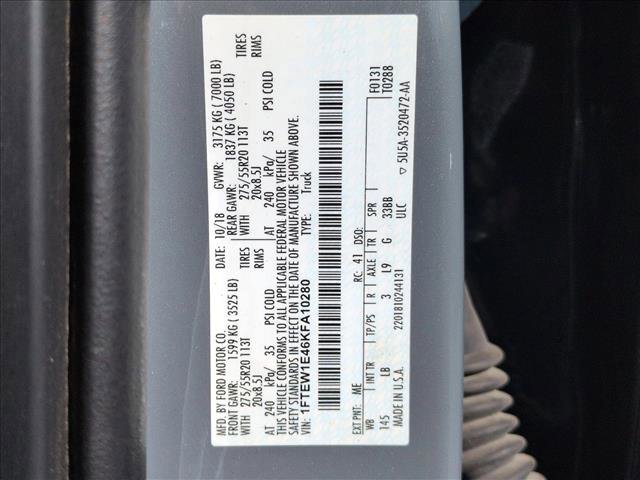 MFD. BY FORD MOTOR CO. DATE: 10/18 GVWR: 3175 KG ( 7000 LB)
FRONT GAWR: 1599 KG ( 3525 LB) REAR GAWR: 1837 KG ( 4050 LB)
WITH 275/55R20 113T TIRES WITH 275/55R20 113T TIRES
20x8.5J RIMS 20x8.5J RIMS
AT 240 kPa/ 35 PSI COLD AT 240 kPa/ 35 PSI COLD
THIS VEHICLE CONFORMS TO ALL APPLICABLE FEDERAL MOTOR VEHICLE
SAFETY STANDARDS IN EFFECT ON THE DATE OF MANUFACTURE SHOWN ABOVE.
VIN: 1FTEW1E46KFA10280
TYPE: Truck
F0131
T0288
EXT PNT: ME RC: 41 DSO:
WB INT TR TP/PS R AXLE TR SPR
145 LB 3 L9 G 33BB
ULC
MADE IN U.S.A. 2201810244131 ▽ 5U5A-3520472-AA